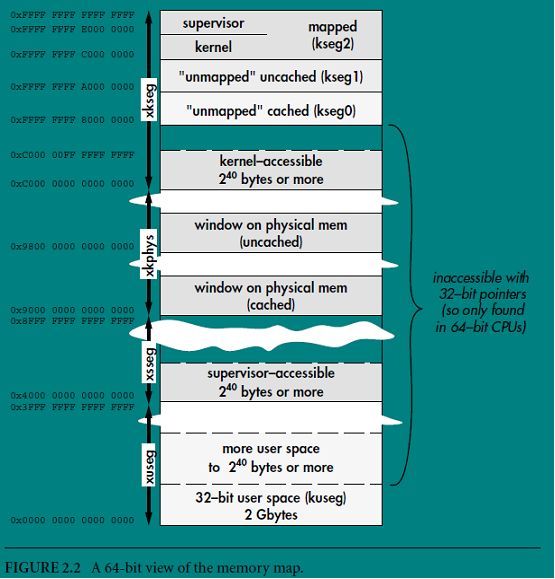 0xFFFF FFFF FFFF FFFF
0xFFFF FFFF E000 0000
0xFFFF FFFF C000 0000
0xFFFF FFFF A000 0000
0xFFFF FFFF 8000 0000
0xC000 00FF FFFF FFFF
0xC000 0000 0000 0000
0x9800 0000 0000 0000
0x9000 0000 0000 0000
0x8FFF FFFF FFFF FFFF
0x4000 0000 0000 0000
0x3FFF FFFF FFFF FFFF
0x0000 0000 0000 0000
xkseg
xkphys
xsseg
xuseg
supervisor
kernel
mapped
(kseg2)
"unmapped" uncached (kseg1)
"unmapped" cached (kseg0)
kernel–accessible
2⁴⁰ bytes or more
window on physical mem
(uncached)
window on physical mem
(cached)
supervisor–accessible
2⁴⁰ bytes or more
more user space
to 2⁴⁰ bytes or more
32–bit user space (kuseg)
2 Gbytes
inaccessible with
32–bit pointers
(so only found
in 64–bit CPUs)
FIGURE 2.2 A 64-bit view of the memory map.